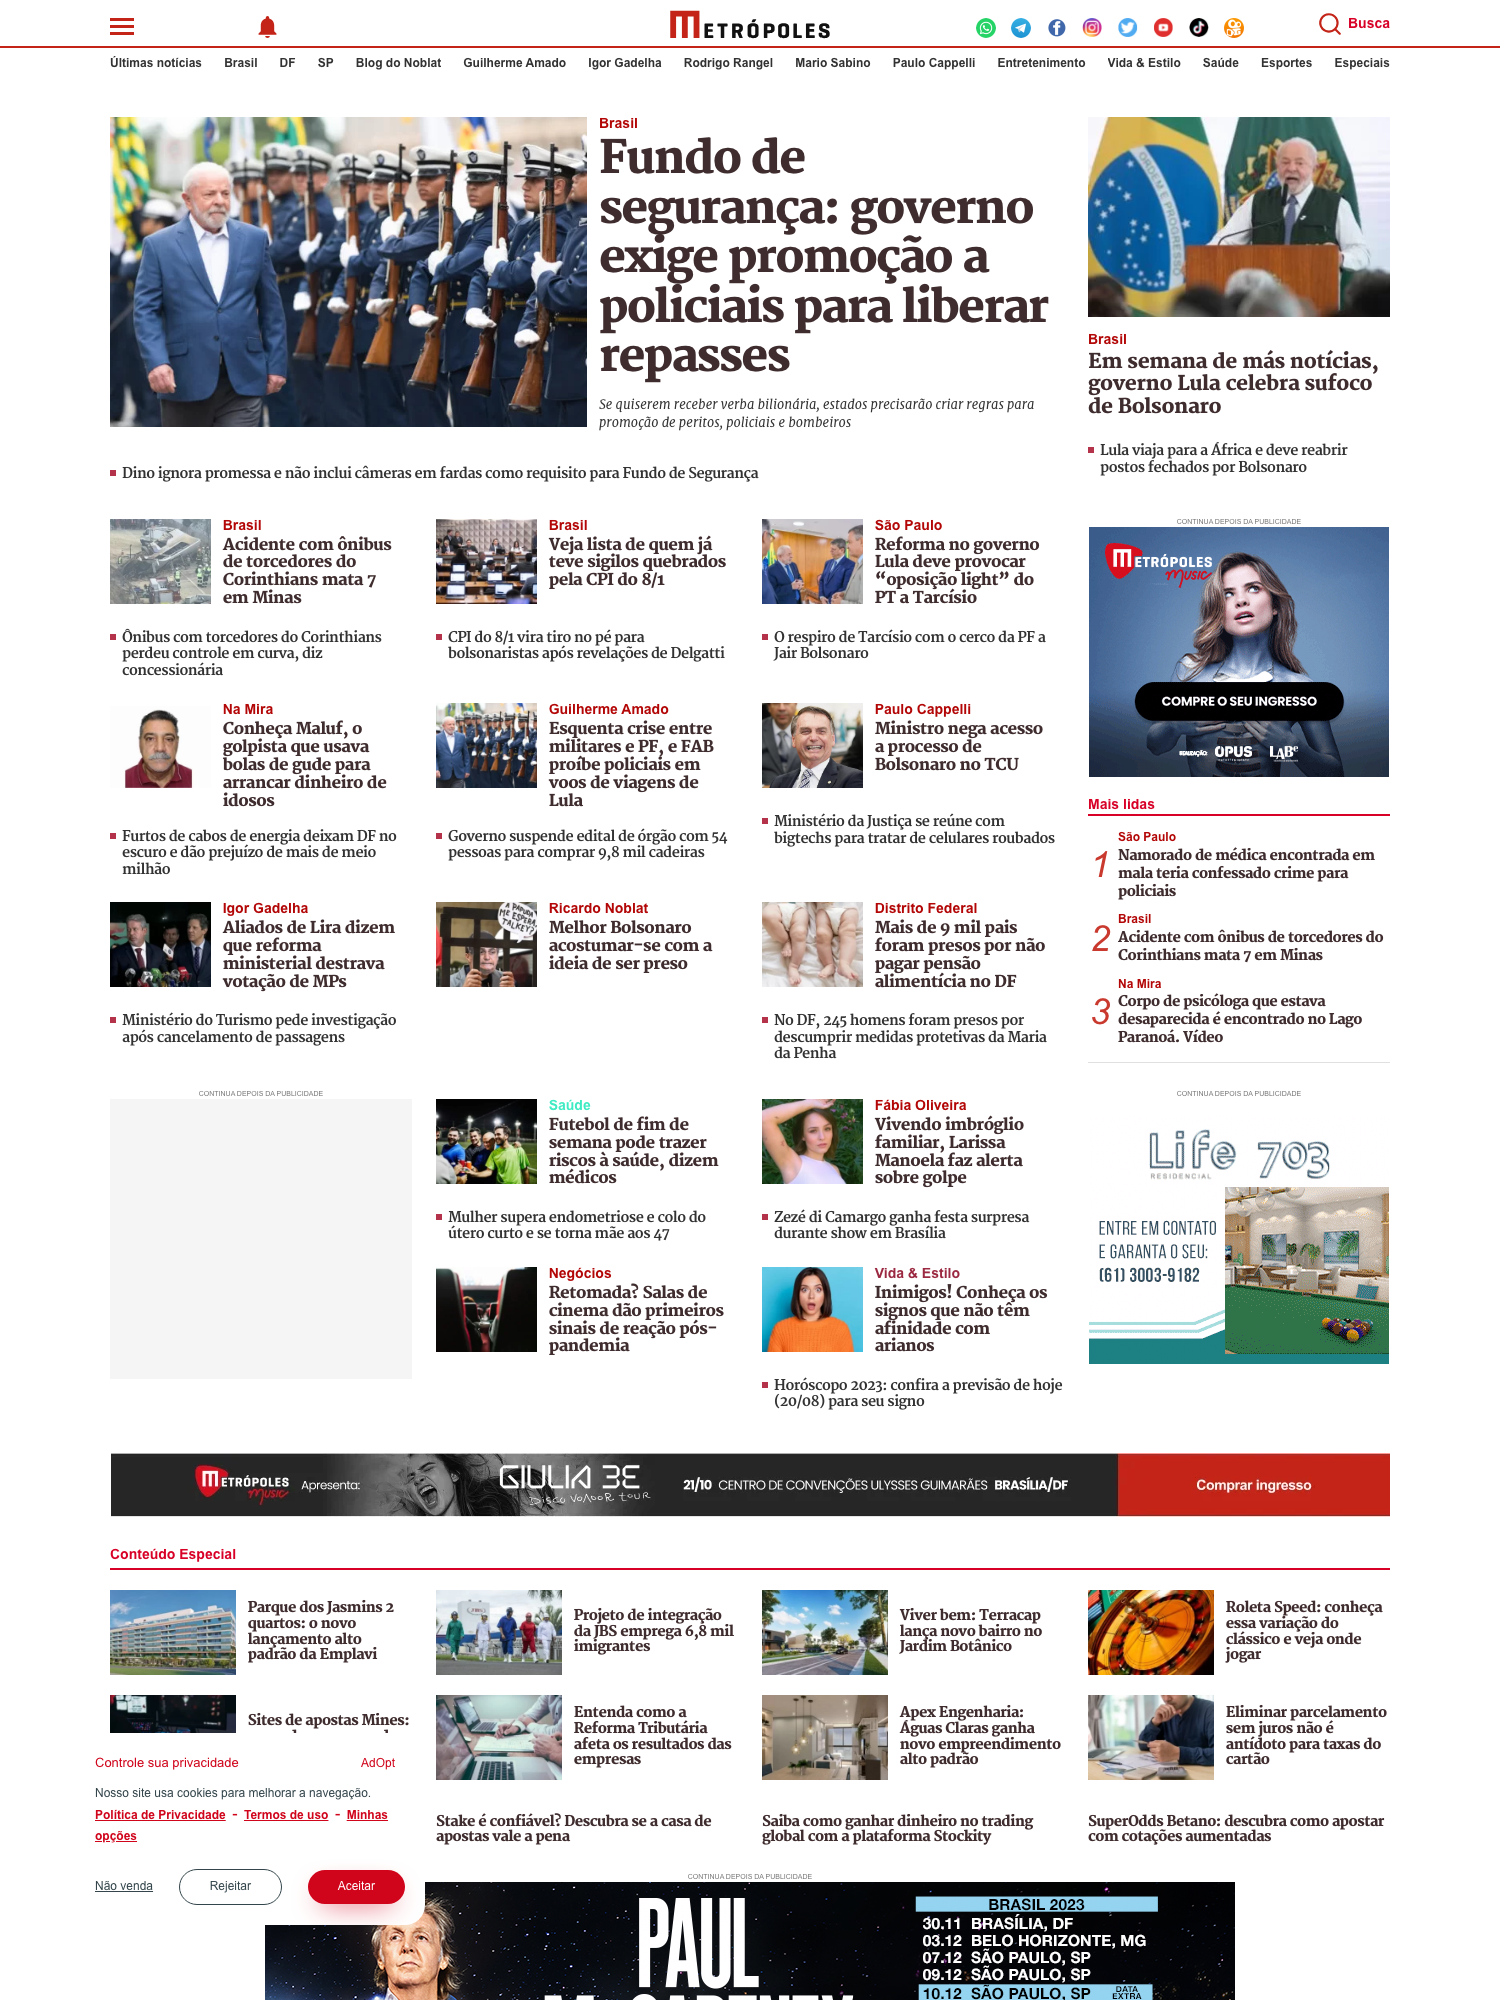 METRÓPOLES
Busca
Últimas notícias Brasil DF SP Blog do Noblat Guilherme Amado Igor Gadelha Rodrigo Rangel Mario Sabino Paulo Cappelli Entretenimento Vida & Estilo Saúde Esportes Especiais
Brasil
Fundo de
segurança: governo
exige promoção a
policiais para liberar
repasses
Se quiserem receber verba bilionária, estados precisarão criar regras para
promoção de peritos, policiais e bombeiros
Dino ignora promessa e não inclui câmeras em fardas como requisito para Fundo de Segurança
ORDEM E PROGRESSO
Brasil
Em semana de más notícias,
governo Lula celebra sufoco
de Bolsonaro
Lula viaja para a África e deve reabrir
postos fechados por Bolsonaro
Brasil
Acidente com ônibus
de torcedores do
Corinthians mata 7
em Minas
Ônibus com torcedores do Corinthians
perdeu controle em curva, diz
concessionária
Brasil
Veja lista de quem já
teve sigilos quebrados
pela CPI do 8/1
CPI do 8/1 vira tiro no pé para
bolsonaristas após revelações de Delgatti
São Paulo
Reforma no governo
Lula deve provocar
“oposição light” do
PT a Tarcísio
O respiro de Tarcísio com o cerco da PF a
Jair Bolsonaro
CONTINUA DEPOIS DA PUBLICIDADE
METRÓPOLES
music
COMPRE O SEU INGRESSO
REALIZAÇÃO: OPUS LABe
Na Mira
Conheça Maluf, o
golpista que usava
bolas de gude para
arrancar dinheiro de
idosos
Furtos de cabos de energia deixam DF no
escuro e dão prejuízo de mais de meio
milhão
Guilherme Amado
Esquenta crise entre
militares e PF, e FAB
proíbe policiais em
voos de viagens de
Lula
Governo suspende edital de órgão com 54
pessoas para comprar 9,8 mil cadeiras
Paulo Cappelli
Ministro nega acesso
a processo de
Bolsonaro no TCU
Ministério da Justiça se reúne com
bigtechs para tratar de celulares roubados
Mais lidas
São Paulo
1 Namorado de médica encontrada em
mala teria confessado crime para
policiais
Brasil
2 Acidente com ônibus de torcedores do
Corinthians mata 7 em Minas
Na Mira
3 Corpo de psicóloga que estava
desaparecida é encontrado no Lago
Paranoá. Vídeo
Igor Gadelha
Aliados de Lira dizem
que reforma
ministerial destrava
votação de MPs
Ministério do Turismo pede investigação
após cancelamento de passagens
A PAPUDA
ME ESPERA
TALKEY?
Ricardo Noblat
Melhor Bolsonaro
acostumar-se com a
ideia de ser preso
Distrito Federal
Mais de 9 mil pais
foram presos por não
pagar pensão
alimentícia no DF
No DF, 245 homens foram presos por
descumprir medidas protetivas da Maria
da Penha
CONTINUA DEPOIS DA PUBLICIDADE
Saúde
Futebol de fim de
semana pode trazer
riscos à saúde, dizem
médicos
Mulher supera endometriose e colo do
útero curto e se torna mãe aos 47
Fábia Oliveira
Vivendo imbróglio
familiar, Larissa
Manoela faz alerta
sobre golpe
Zezé di Camargo ganha festa surpresa
durante show em Brasília
CONTINUA DEPOIS DA PUBLICIDADE
Life 703
RESIDENCIAL
ENTRE EM CONTATO
E GARANTA O SEU:
(61) 3003-9182
Negócios
Retomada? Salas de
cinema dão primeiros
sinais de reação pós-
pandemia
Vida & Estilo
Inimigos! Conheça os
signos que não têm
afinidade com
arianos
Horóscopo 2023: confira a previsão de hoje
(20/08) para seu signo
METRÓPOLES
music
Apresenta:
GIULIA BE
DISCO VOADOR TOUR
21/10 CENTRO DE CONVENÇÕES ULYSSES GUIMARÃES BRASÍLIA/DF
Comprar ingresso
Conteúdo Especial
Parque dos Jasmins 2
quartos: o novo
lançamento alto
padrão da Emplavi
Projeto de integração
da JBS emprega 6,8 mil
imigrantes
Viver bem: Terracap
lança novo bairro no
Jardim Botânico
Roleta Speed: conheça
essa variação do
clássico e veja onde
jogar
Sites de apostas Mines:
Entenda como a
Reforma Tributária
afeta os resultados das
empresas
Apex Engenharia:
Águas Claras ganha
novo empreendimento
alto padrão
Eliminar parcelamento
sem juros não é
antídoto para taxas do
cartão
Stake é confiável? Descubra se a casa de
apostas vale a pena
Saiba como ganhar dinheiro no trading
global com a plataforma Stockity
SuperOdds Betano: descubra como apostar
com cotações aumentadas
Controle sua privacidade AdOpt
Nosso site usa cookies para melhorar a navegação.
Política de Privacidade - Termos de uso - Minhas
opções
Não venda Rejeitar Aceitar
CONTINUA DEPOIS DA PUBLICIDADE
PAUL
McCARTNEY
BRASIL 2023
30.11 BRASÍLIA, DF
03.12 BELO HORIZONTE, MG
07.12 SÃO PAULO, SP
09.12 SÃO PAULO, SP
10.12 SÃO PAULO, SP DATA
EXTRA